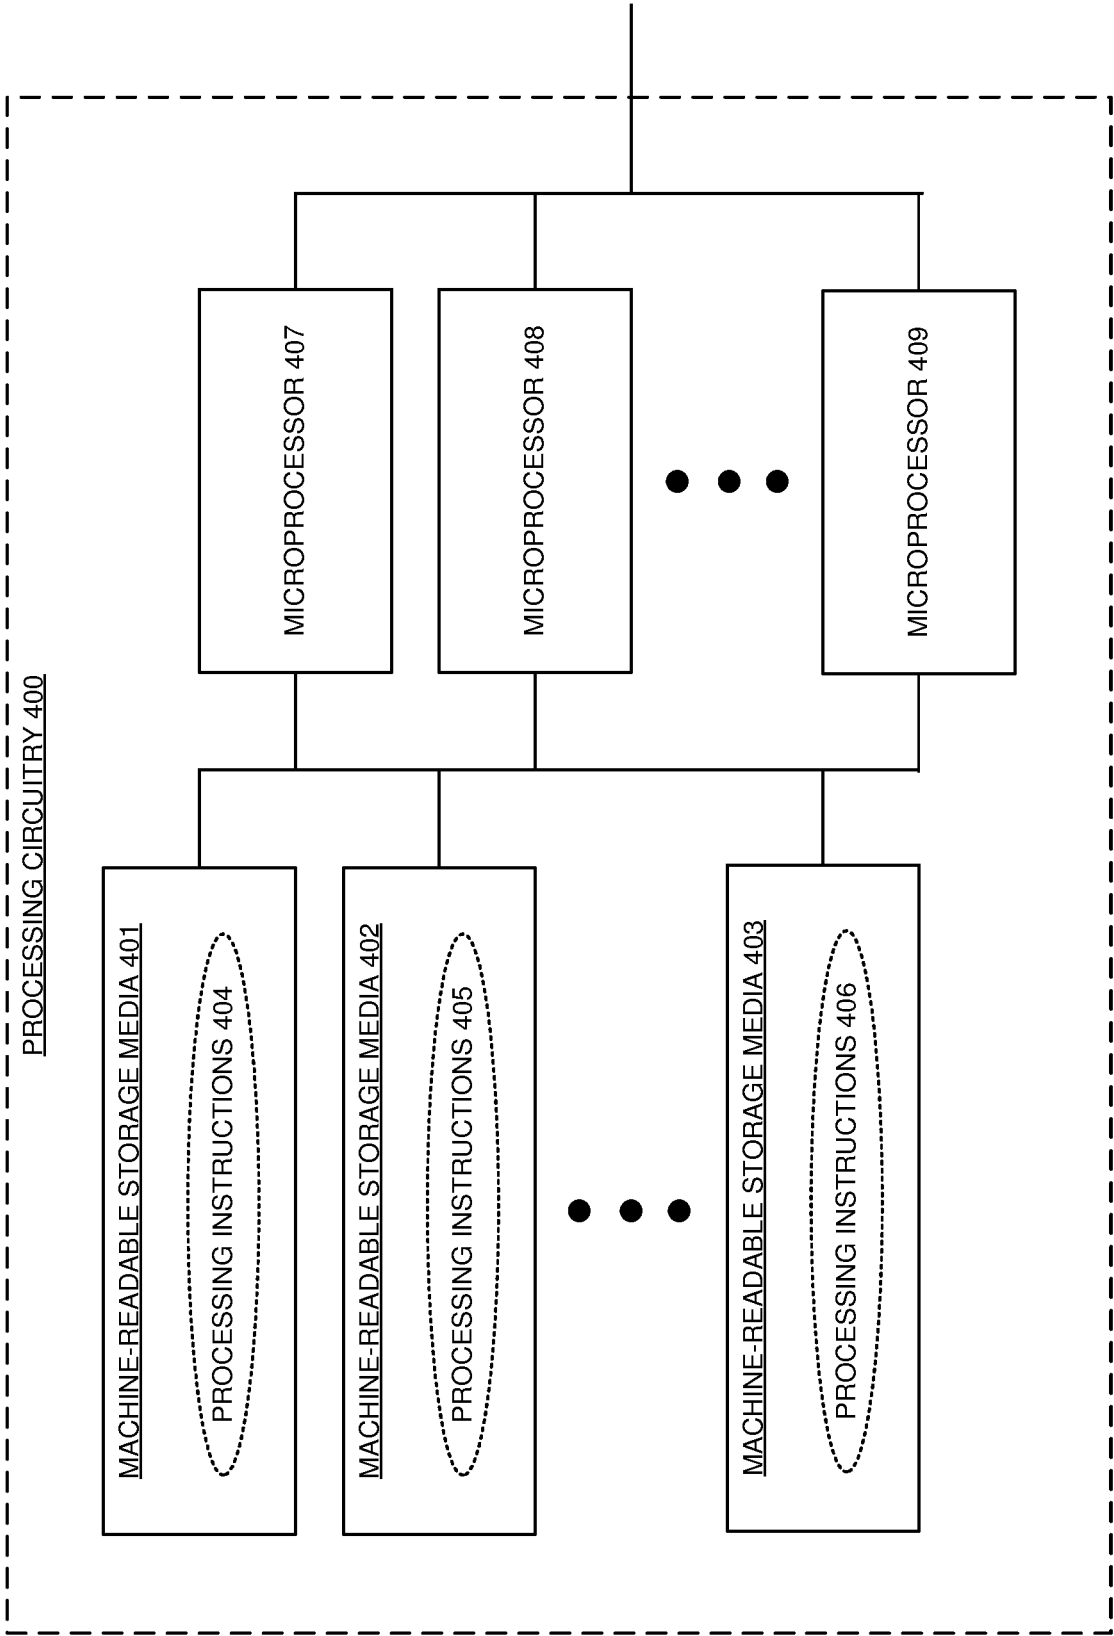 PROCESSING CIRCUITRY 400
MACHINE-READABLE STORAGE MEDIA 401
PROCESSING INSTRUCTIONS 404
MACHINE-READABLE STORAGE MEDIA 402
PROCESSING INSTRUCTIONS 405
MACHINE-READABLE STORAGE MEDIA 403
PROCESSING INSTRUCTIONS 406
MICROPROCESSOR 407
MICROPROCESSOR 408
MICROPROCESSOR 409